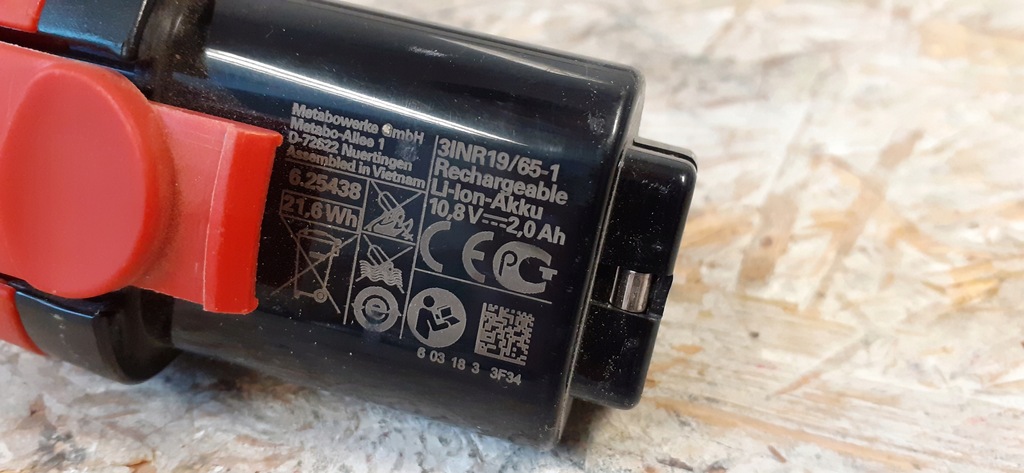 Metabowerke GmbH
Metabo-Allee 1
D-72622 Nuertingen
Assembled in Vietnam
6.25438
21,6 Wh
3INR19/65-1
Rechargeable
Li-Ion-Akku
10,8 V⎓2,0 Ah
CE
6 03 18 3 3F34